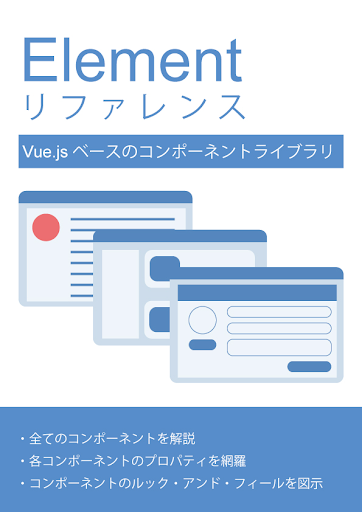 Element
リファレンス
Vue.js ベースのコンポーネントライブラリ
・全てのコンポーネントを解説
・各コンポーネントのプロパティを網羅
・コンポーネントのルック・アンド・フィールを図示